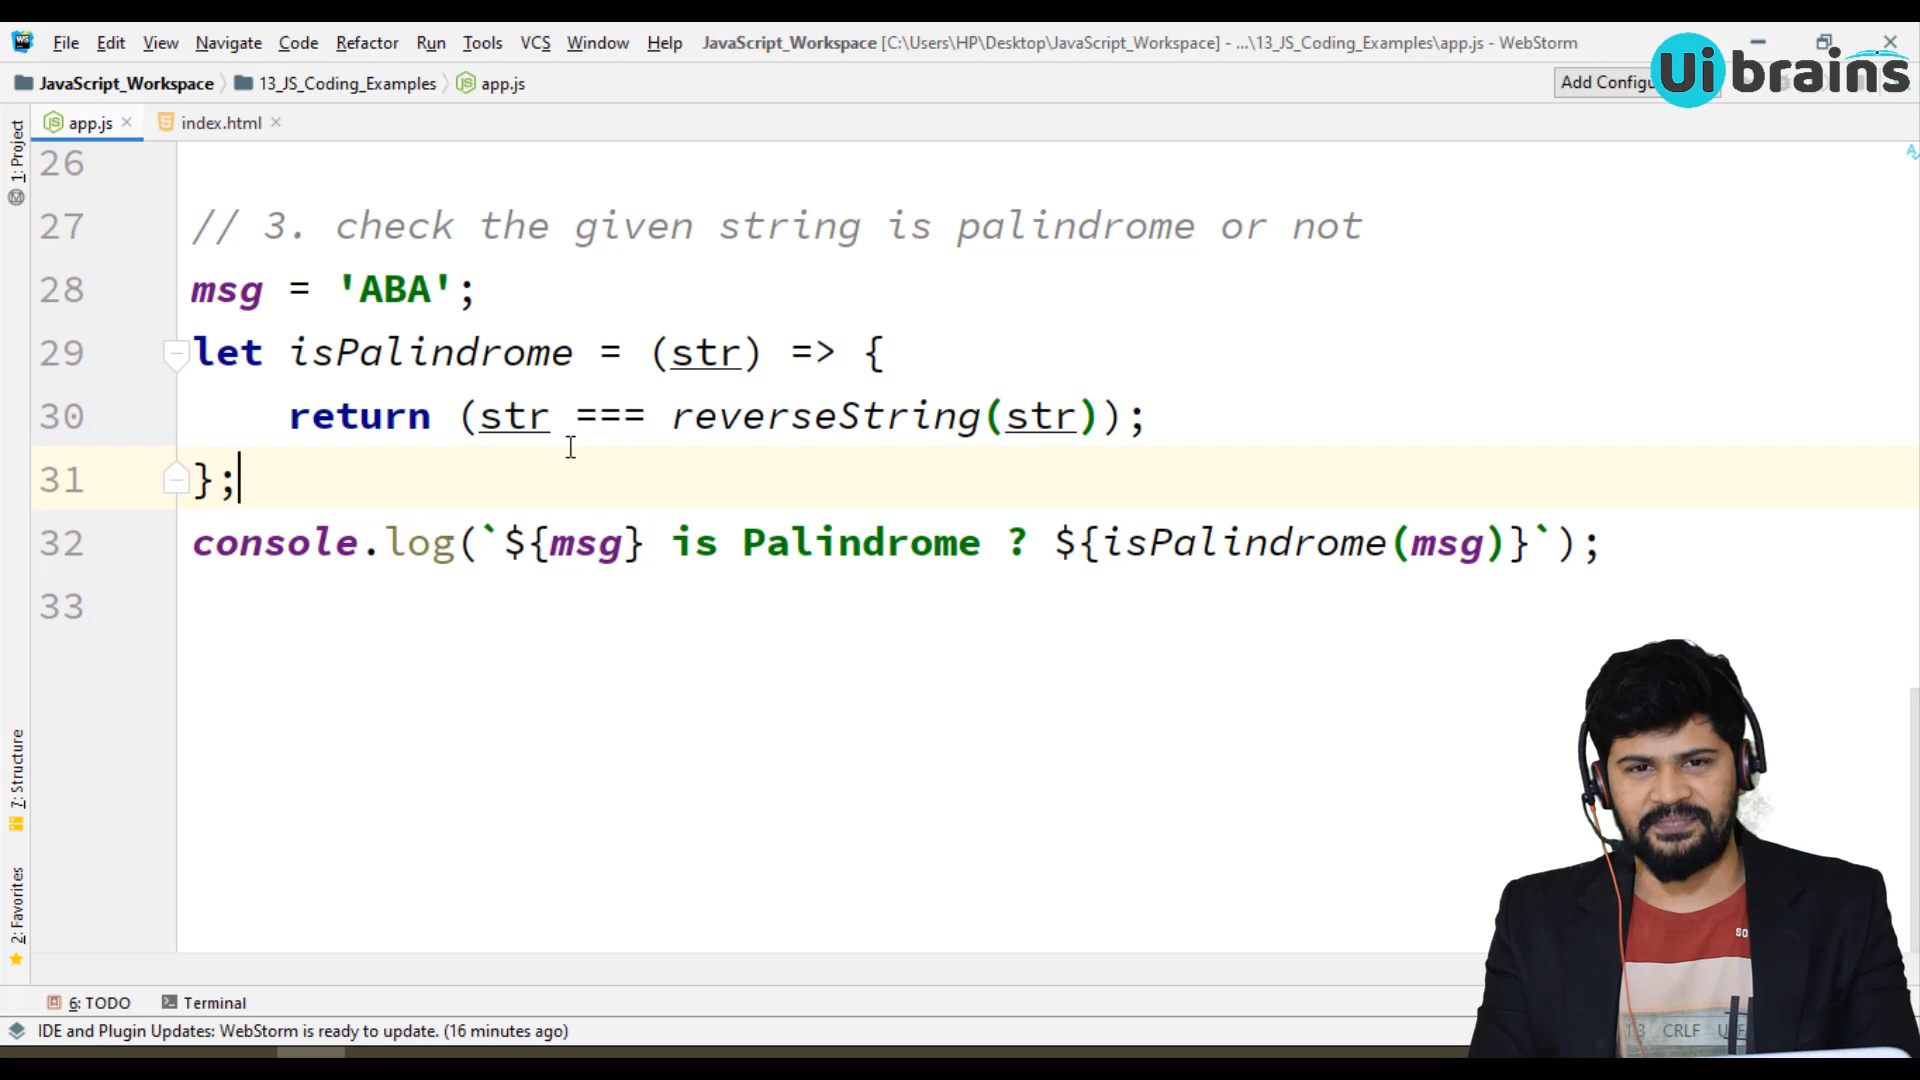 File Edit View Navigate Code Refactor Run Tools VCS Window Help JavaScript_Workspace [C:\Users\HP\Desktop\JavaScript_Workspace] - ...\13_JS_Coding_Examples\app.js - WebStorm
JavaScript_Workspace 13_JS_Coding_Examples app.js Add Configu
Ui brains
app.js index.html
1: Project
26
27 // 3. check the given string is palindrome or not
28 msg = 'ABA';
29 let isPalindrome = (str) => {
30 return (str === reverseString(str));
31 };
32 console.log(`${msg} is Palindrome ? ${isPalindrome(msg)}`);
33
7: Structure
2: Favorites
SO
6: TODO Terminal
IDE and Plugin Updates: WebStorm is ready to update. (16 minutes ago) CRLF